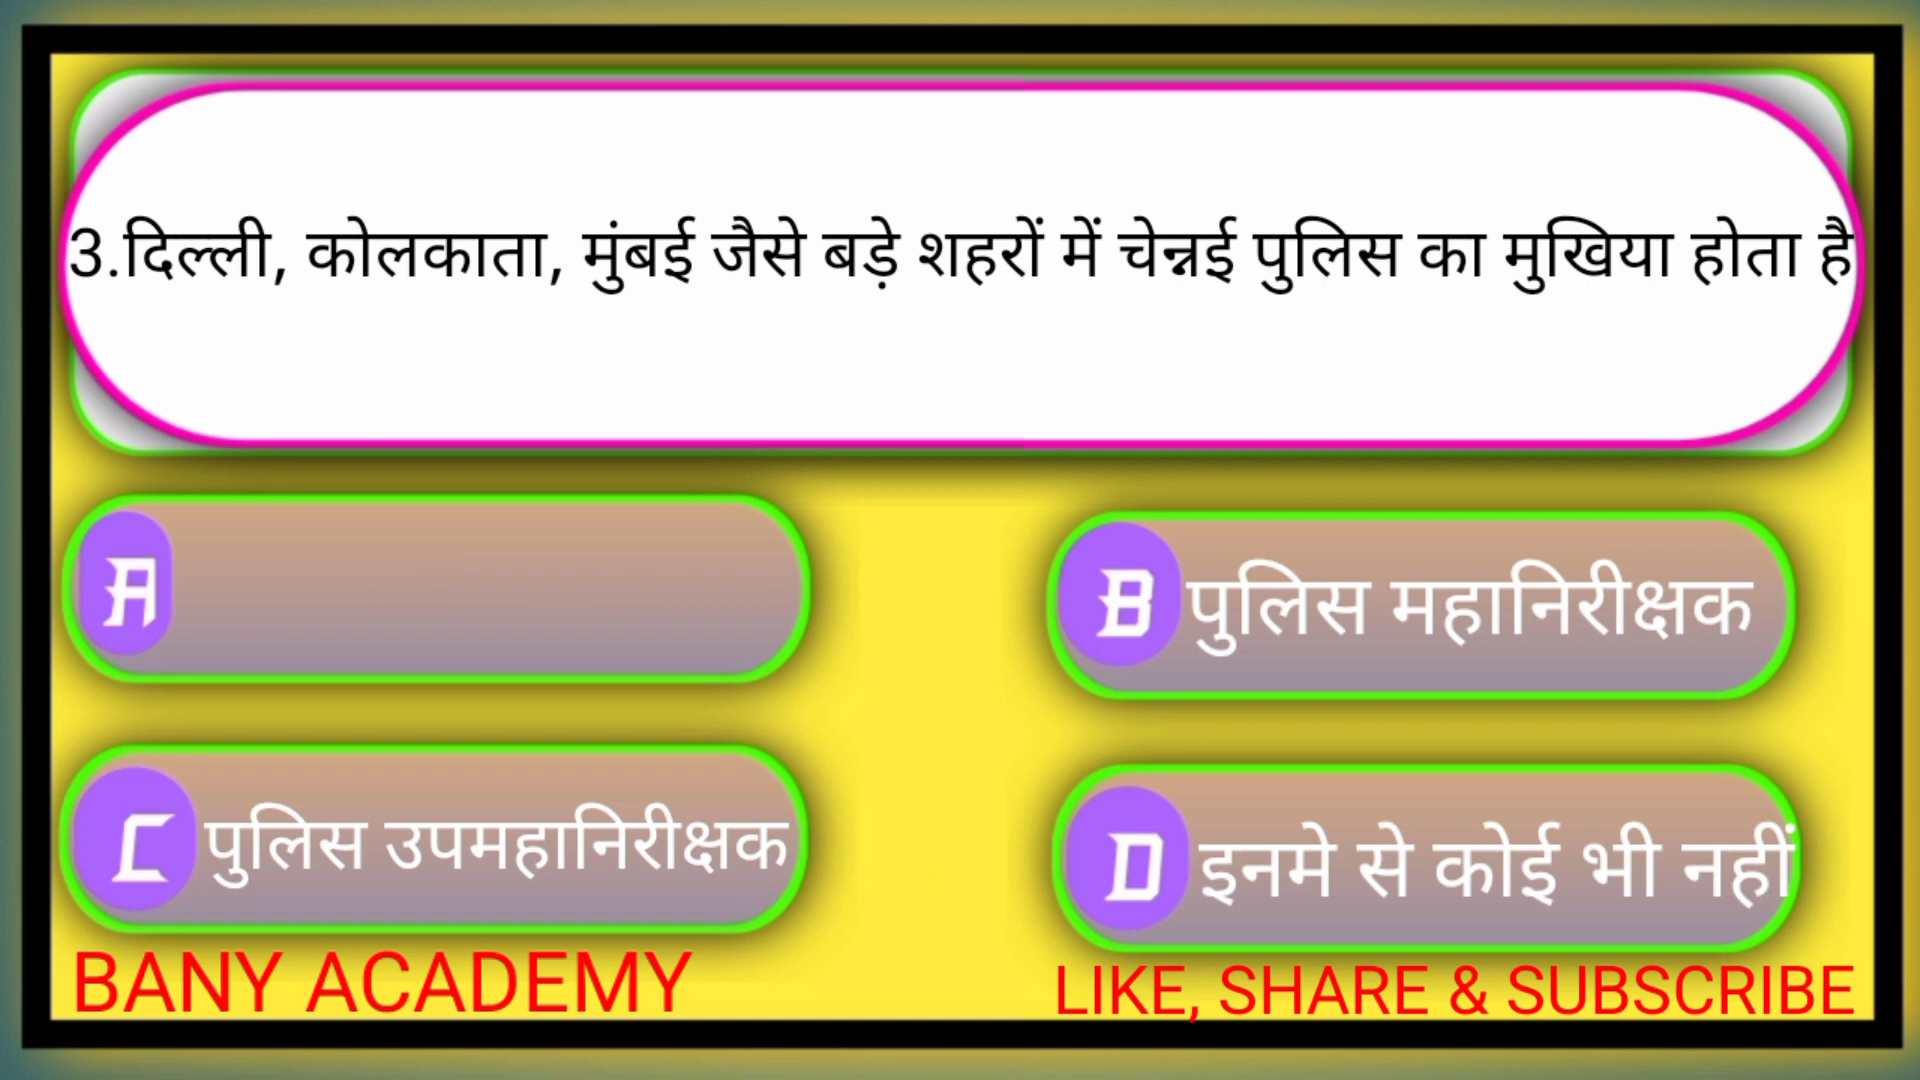 3.दिल्ली, कोलकाता, मुंबई जैसे बड़े शहरों में चेन्नई पुलिस का मुखिया होता है
A
B पुलिस महानिरीक्षक
C पुलिस उपमहानिरीक्षक
D इनमे से कोई भी नहीं
BANY ACADEMY
LIKE, SHARE & SUBSCRIBE